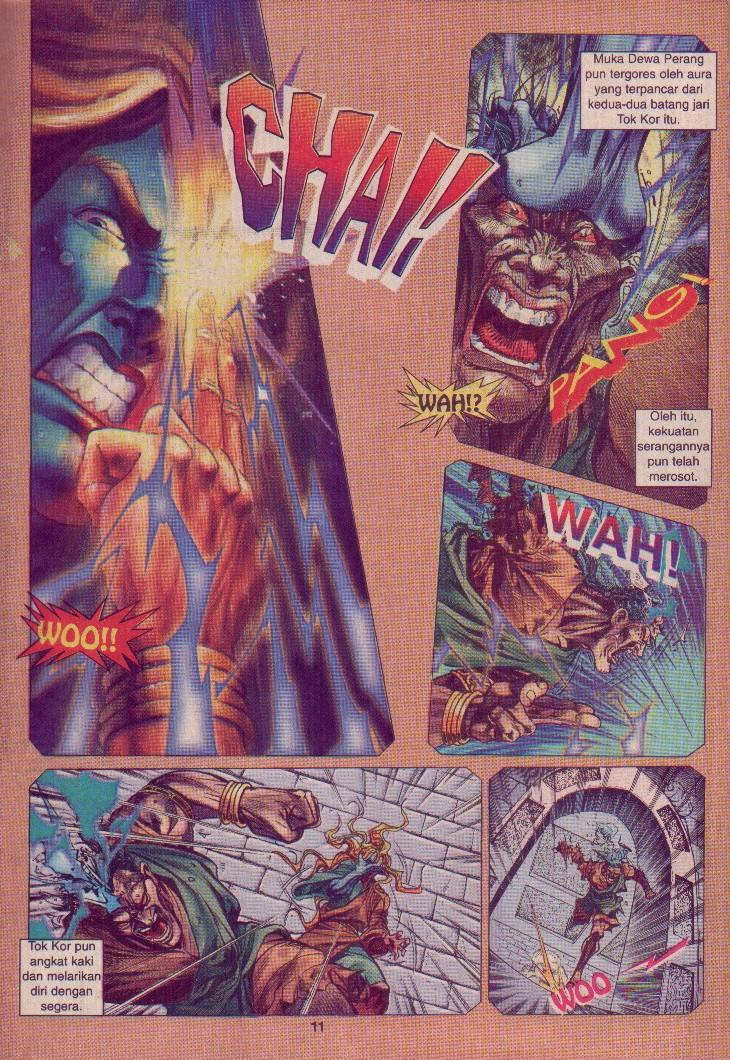 CHAI!!
Muka Dewa Perang
pun tergores oleh aura
yang terpancar dari
kedua-dua batang jari
Tok Kor itu.
PANG!
WAH!?
Oleh itu,
kekuatan
serangannya
pun telah
merosot.
WOO!!
WAH!
Tok Kor pun
angkat kaki
dan melarikan
diri dengan
segera.
WOO
11